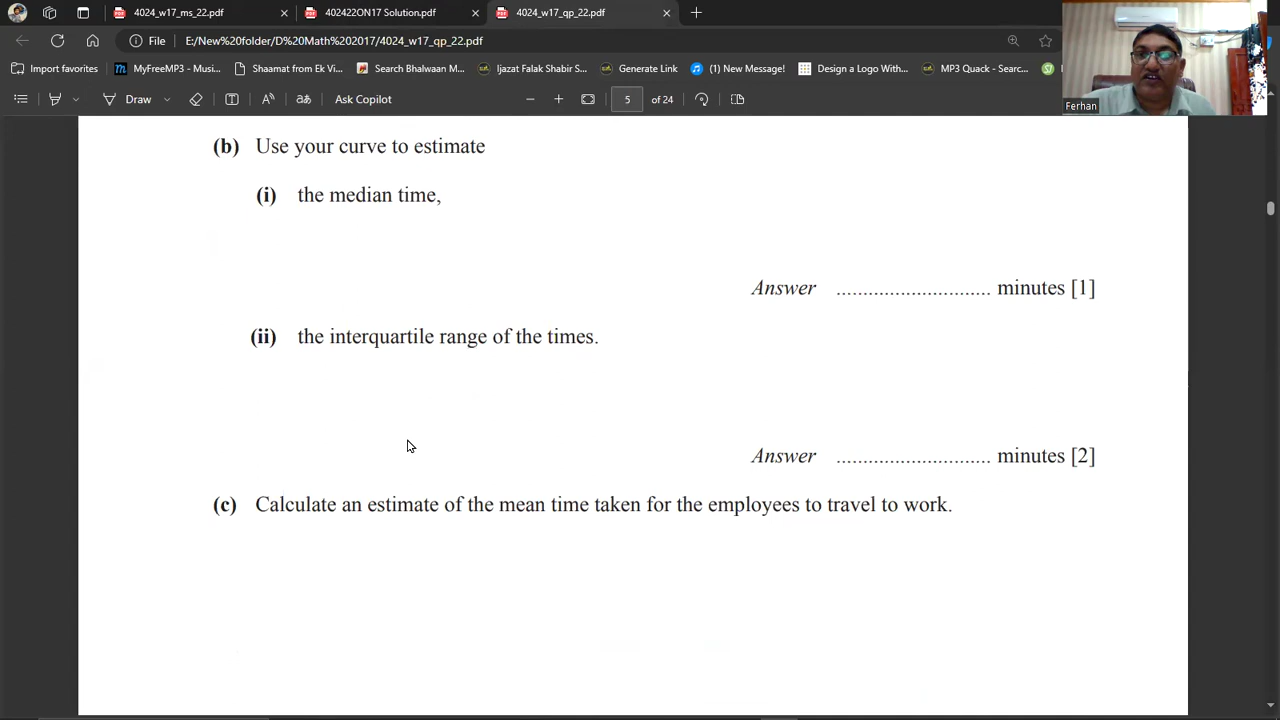 4024_w17_ms_22.pdf
402422ON17 Solution.pdf
4024_w17_qp_22.pdf
File
E:/New%20folder/D%20Math%202017/4024_w17_qp_22.pdf
Import favorites
MyFreeMP3 - Musi...
Shaamat from Ek Vi...
Search Bhalwaan M...
Ijazat Falak Shabir S...
Generate Link
(1) New Message!
Design a Logo With...
MP3 Quack - Searc...
Draw
Ask Copilot
5
of 24
Ferhan
(b) Use your curve to estimate
(i) the median time,
Answer ............................. minutes [1]
(ii) the interquartile range of the times.
Answer ............................. minutes [2]
(c) Calculate an estimate of the mean time taken for the employees to travel to work.